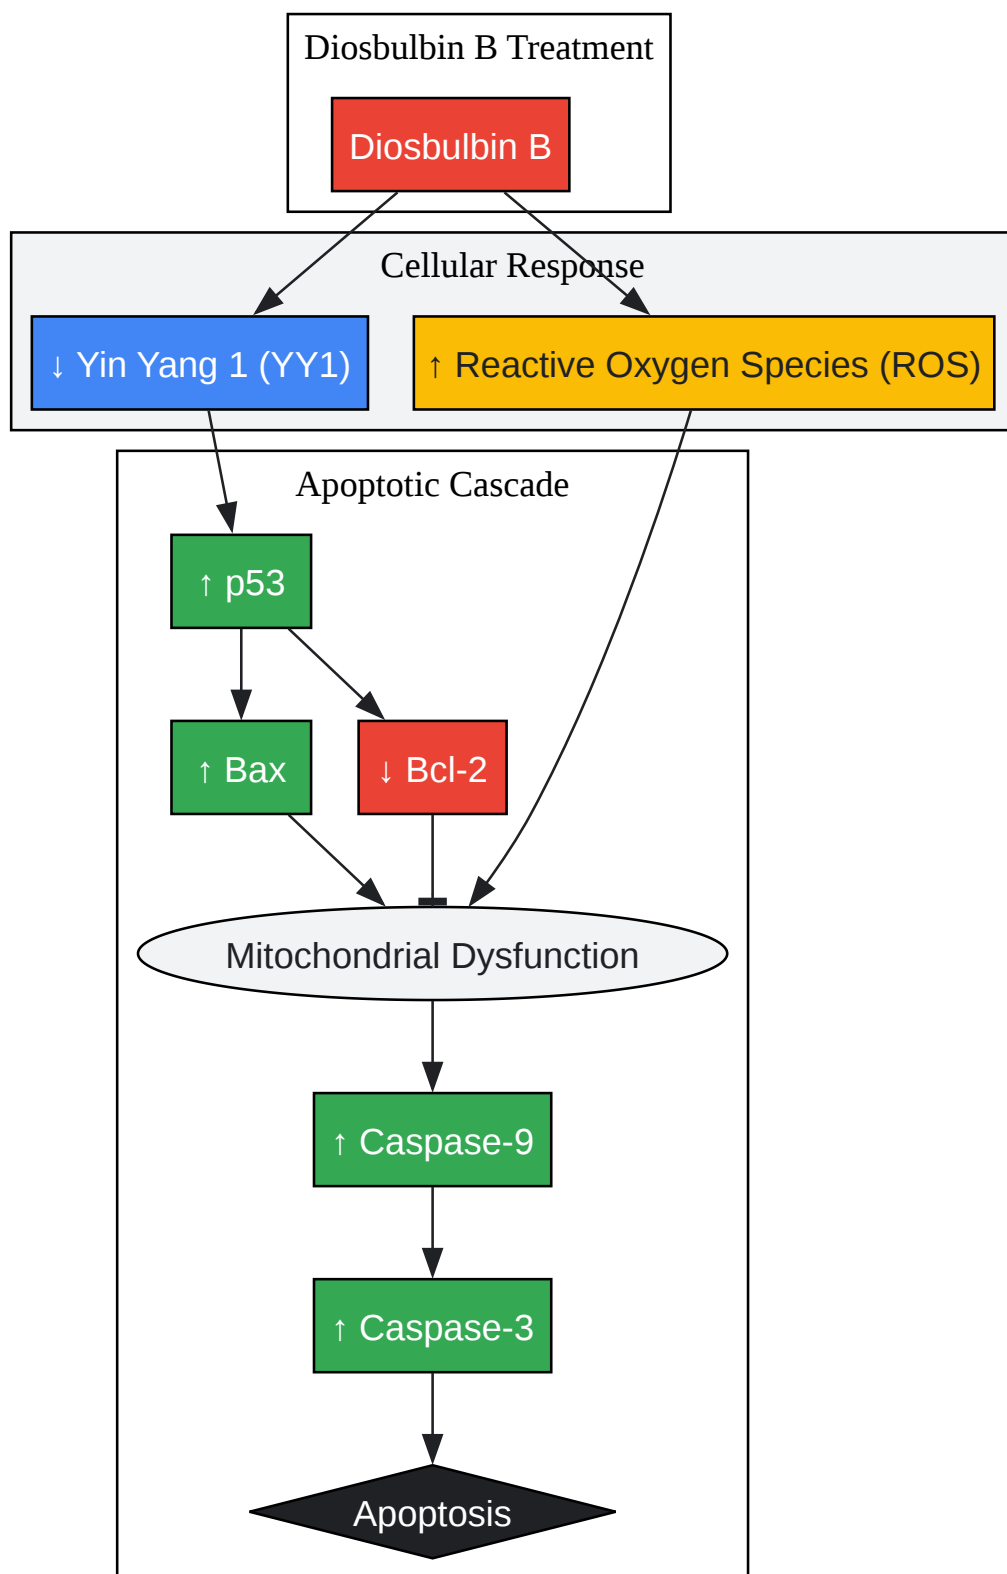 Diosbulbin B Treatment
Diosbulbin B
Cellular Response
↓ Yin Yang 1 (YY1)
↑ Reactive Oxygen Species (ROS)
Apoptotic Cascade
↑ p53
↑ Bax
↓ Bcl-2
Mitochondrial Dysfunction
↑ Caspase-9
↑ Caspase-3
Apoptosis